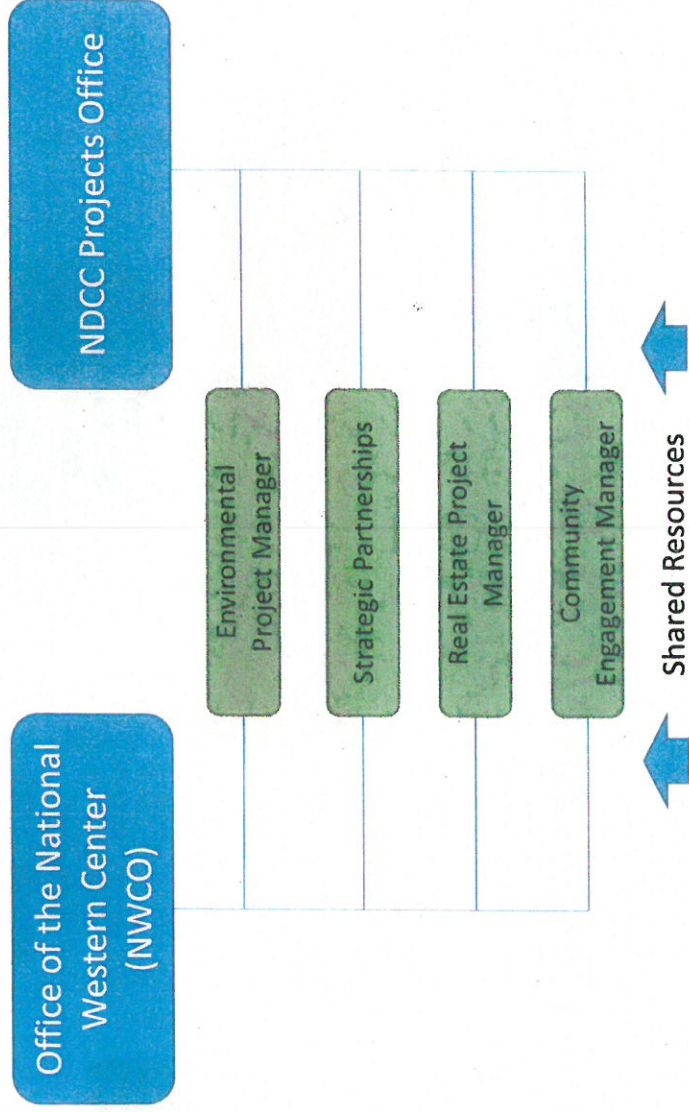 Office of the National
Western Center
(NWCO)
NDCC Projects Office
Environmental
Project Manager
Strategic Partnerships
Real Estate Project
Manager
Community
Engagement Manager
Shared Resources